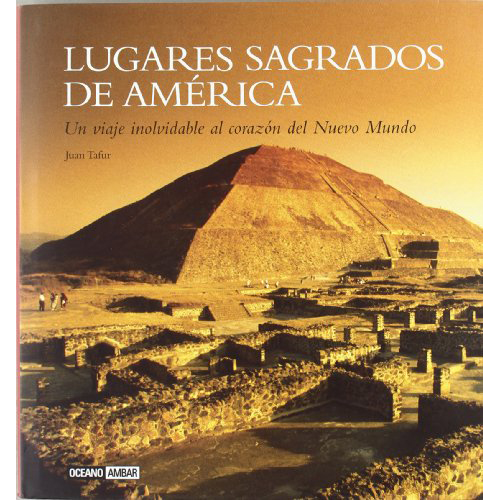 LUGARES SAGRADOS
DE AMÉRICA
Un viaje inolvidable al corazón del Nuevo Mundo
Juan Tafur
OCEANO AMBAR